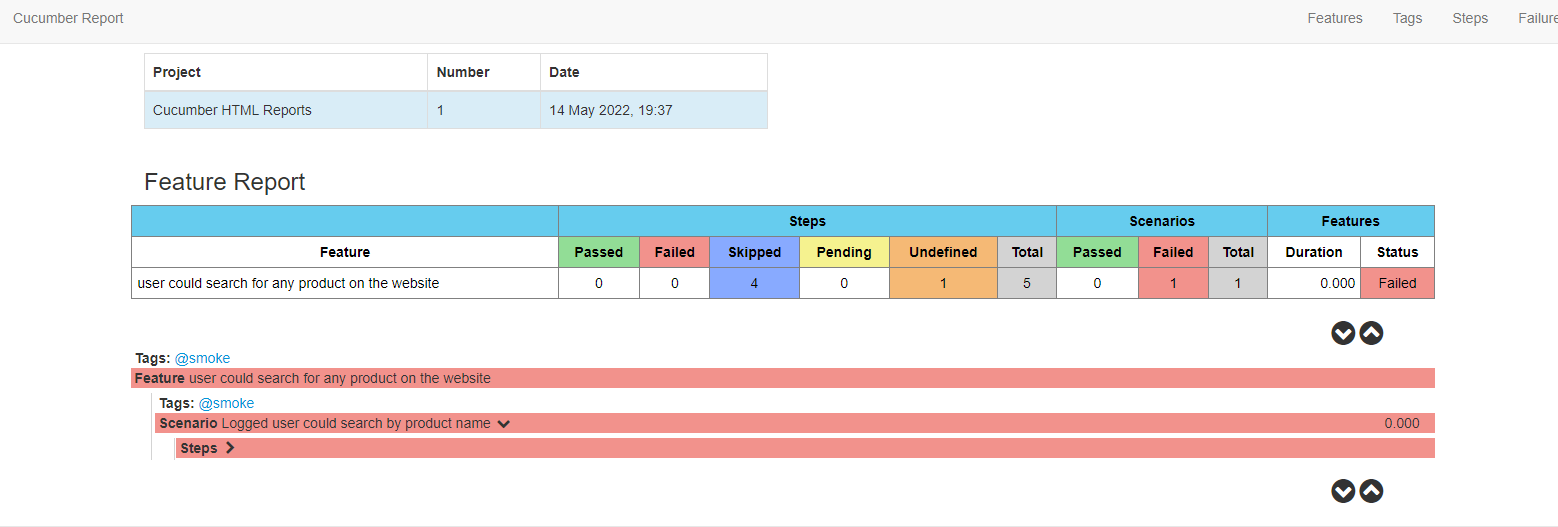 Cucumber Report Features Tags Steps Failure
Project Number Date
Cucumber HTML Reports 1 14 May 2022, 19:37
Feature Report
Steps Scenarios Features
Feature Passed Failed Skipped Pending Undefined Total Passed Failed Total Duration Status
user could search for any product on the website 0 0 4 0 1 5 0 1 1 0.000 Failed
Tags: @smoke
Feature user could search for any product on the website
Tags: @smoke
Scenario Logged user could search by product name 0.000
Steps